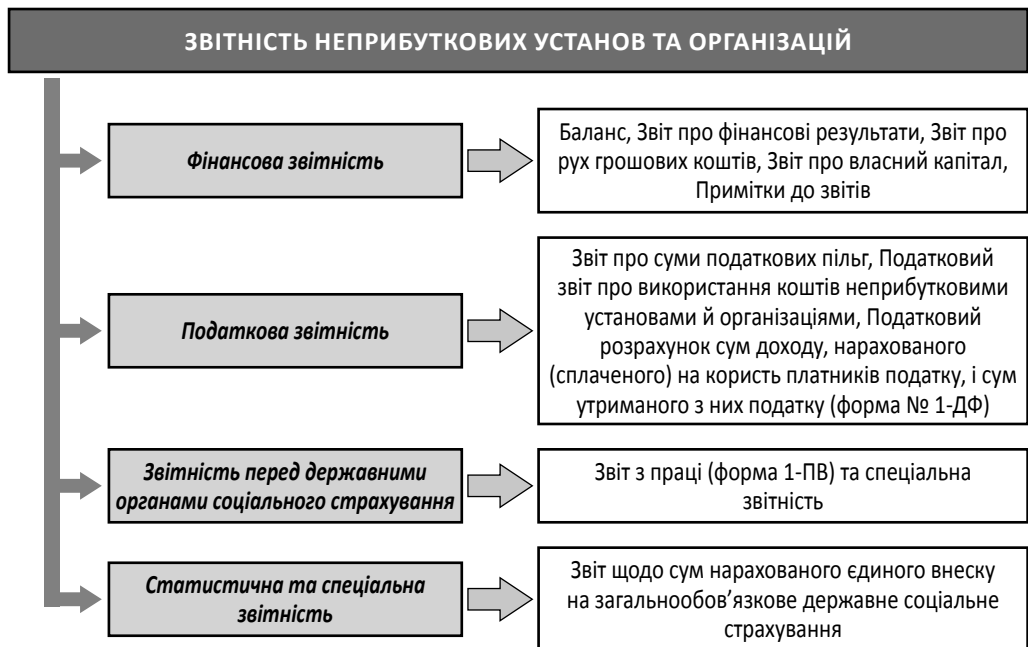 ЗВІТНІСТЬ НЕПРИБУТКОВИХ УСТАНОВ ТА ОРГАНІЗАЦІЙ
Фінансова звітність
Баланс, Звіт про фінансові результати, Звіт про
рух грошових коштів, Звіт про власний капітал,
Примітки до звітів
Податкова звітність
Звіт про суми податкових пільг, Податковий
звіт про використання коштів неприбутковими
установами й організаціями, Податковий
розрахунок сум доходу, нарахованого
(сплаченого) на користь платників податку, і сум
утриманого з них податку (форма № 1-ДФ)
Звітність перед державними
органами соціального страхування
Звіт з праці (форма 1-ПВ) та спеціальна
звітність
Статистична та спеціальна
звітність
Звіт щодо сум нарахованого єдиного внеску
на загальнообов’язкове державне соціальне
страхування